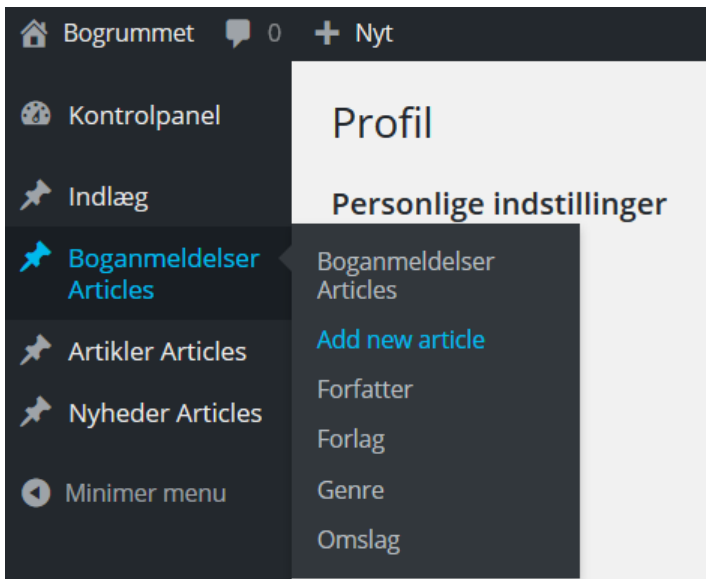 Bogrummet 0 Nyt
Kontrolpanel
Indlæg
Boganmeldelser
Articles
Artikler Articles
Nyheder Articles
Minimer menu
Profil
Personlige indstillinger
Boganmeldelser
Articles
Add new article
Forfatter
Forlag
Genre
Omslag